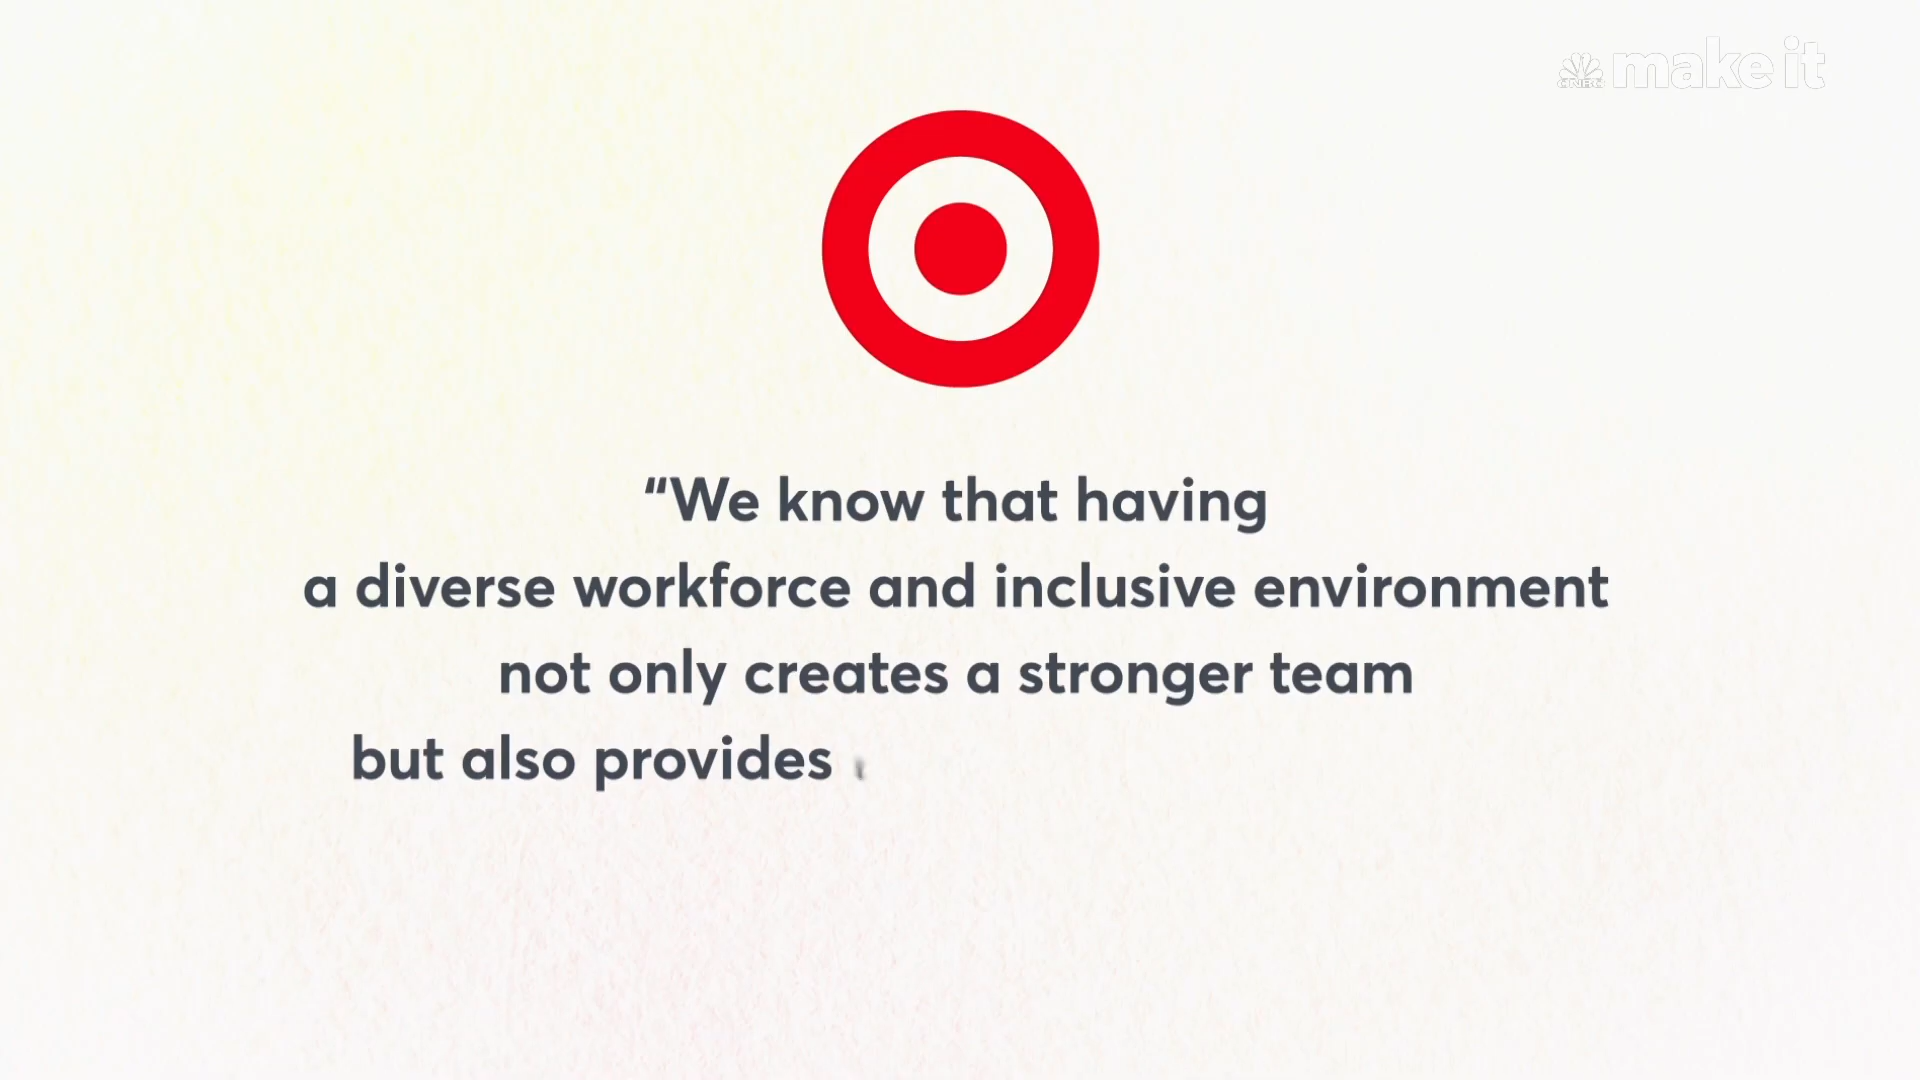 CNBC make it
“We know that having
a diverse workforce and inclusive environment
not only creates a stronger team
but also provides